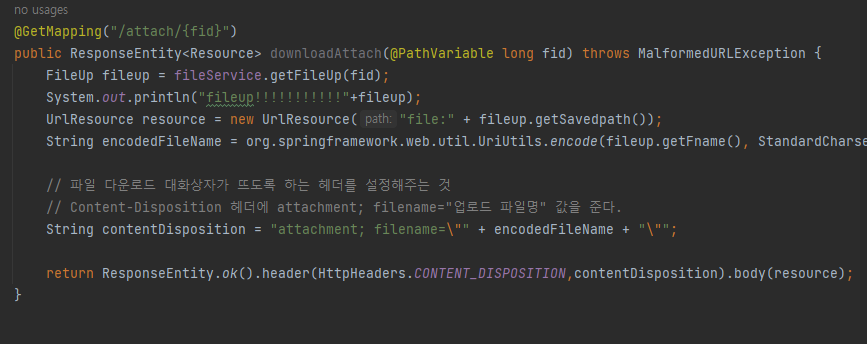 no usages
@GetMapping("/attach/{fid}")
public ResponseEntity<Resource> downloadAttach(@PathVariable long fid) throws MalformedURLException {
FileUp fileup = fileService.getFileUp(fid);
System.out.println("fileup!!!!!!!!!!!"+fileup);
UrlResource resource = new UrlResource( path: "file:" + fileup.getSavedpath());
String encodedFileName = org.springframework.web.util.UriUtils.encode(fileup.getFname(), StandardCharse
// 파일 다운로드 대화상자가 뜨도록 하는 헤더를 설정해주는 것
// Content-Disposition 헤더에 attachment; filename="업로드 파일명" 값을 준다.
String contentDisposition = "attachment; filename=\"" + encodedFileName + "\"";
return ResponseEntity.ok().header(HttpHeaders.CONTENT_DISPOSITION,contentDisposition).body(resource);
}